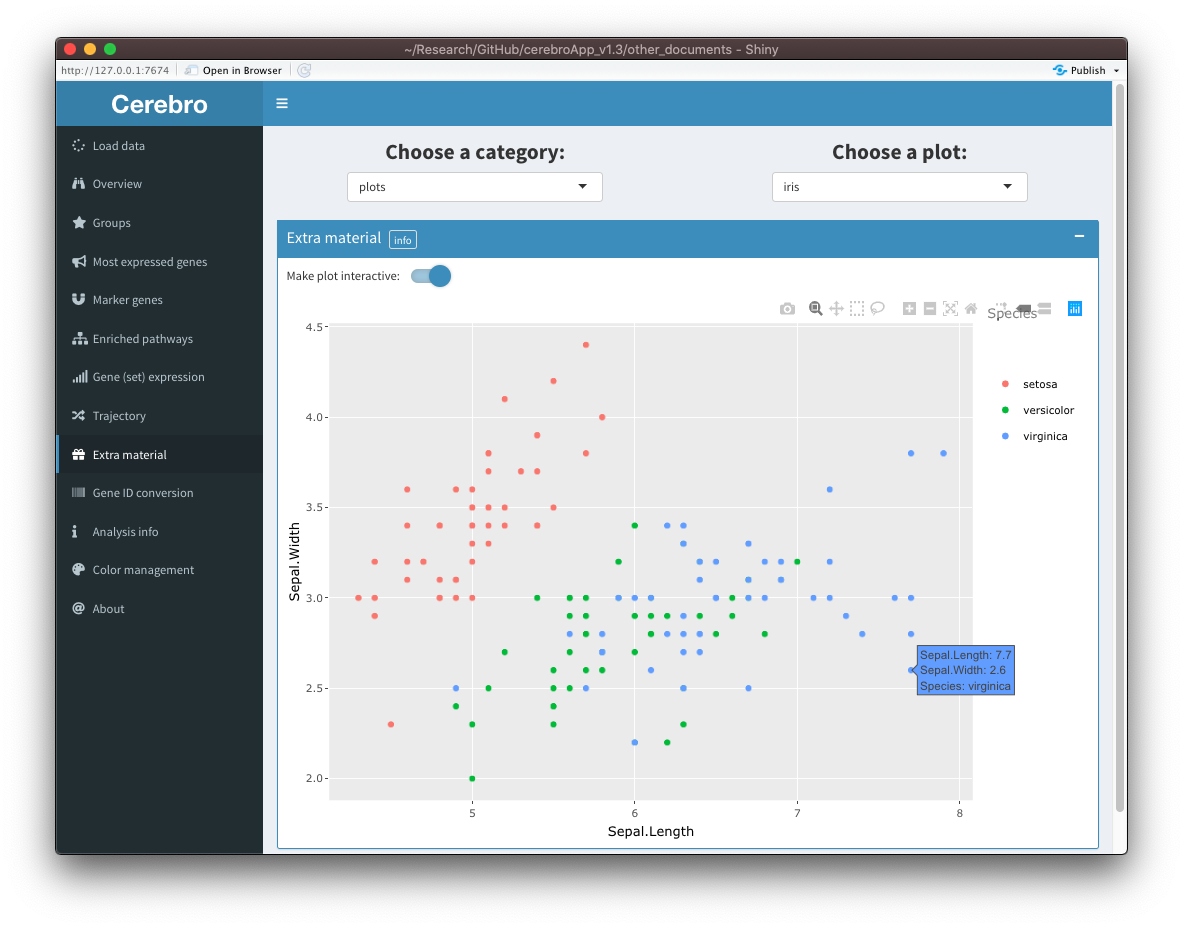 ~/Research/GitHub/cerebroApp_v1.3/other_documents - Shiny
http://127.0.0.1:7674 Open in Browser Publish
Cerebro
Load data
Overview
Groups
Most expressed genes
Marker genes
Enriched pathways
Gene (set) expression
Trajectory
Extra material
Gene ID conversion
Analysis info
Color management
About
Choose a category:
plots
Choose a plot:
iris
Extra material info
Make plot interactive:
Species
setosa
versicolor
virginica
4.5
4.0
3.5
3.0
2.5
2.0
Sepal.Width
Sepal.Length: 7.7
Sepal.Width: 2.6
Species: virginica
5 6 7 8
Sepal.Length